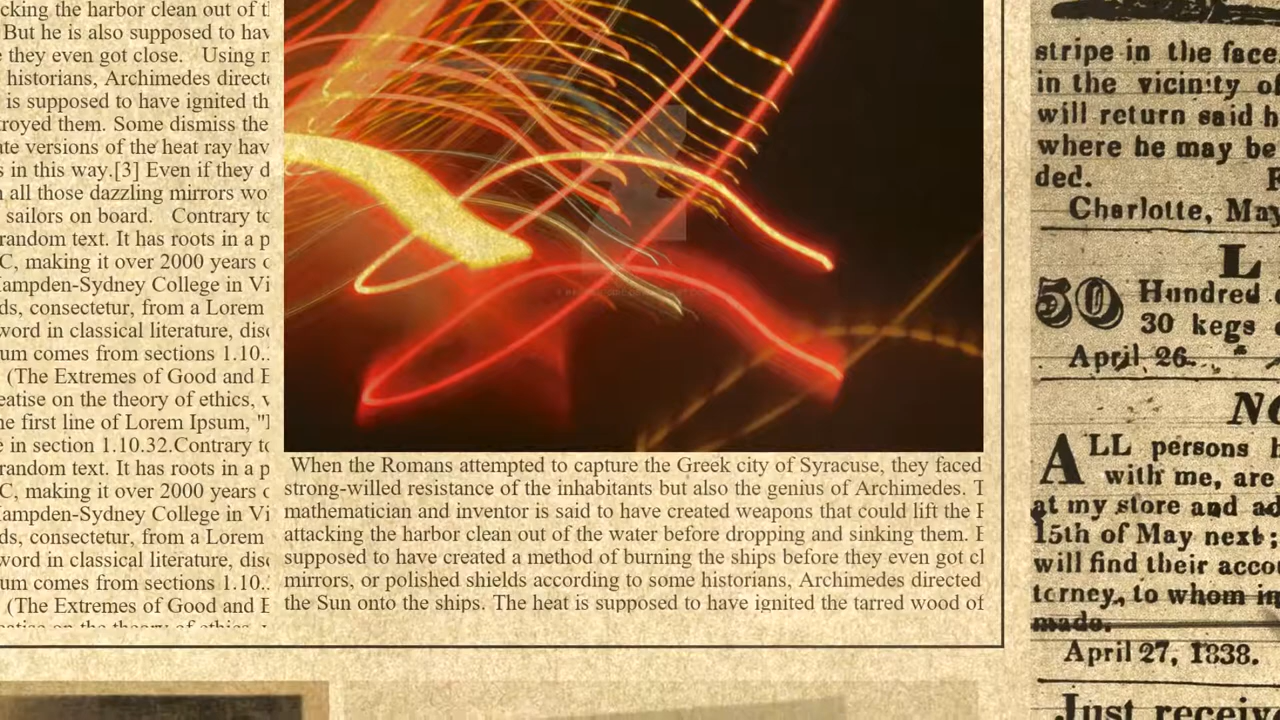 cking the harbor clean out of t
But he is also supposed to hav
they even got close. Using
historians, Archimedes direct
is supposed to have ignited th
troyed them. Some dismiss the
ate versions of the heat ray hav
s in this way.[3] Even if they d
all those dazzling mirrors wo
sailors on board. Contrary to
random text. It has roots in a p
C, making it over 2000 years
Hampden-Sydney College in Vi
ds, consectetur, from a Lorem
word in classical literature, dis
um comes from sections 1.10..
(The Extremes of Good and E
eatise on the theory of ethics,
he first line of Lorem Ipsum, "
e in section 1.10.32.Contrary to
random text. It has roots in a p
C, making it over 2000 years
Hampden-Sydney College in Vi
ds, consectetur, from a Lorem
word in classical literature, dis
um comes from sections 1.10.
(The Extremes of Good and E
eatise on the theory of ethics,
When the Romans attempted to capture the Greek city of Syracuse, they faced
strong-willed resistance of the inhabitants but also the genius of Archimedes. T
mathematician and inventor is said to have created weapons that could lift the
attacking the harbor clean out of the water before dropping and sinking them.
supposed to have created a method of burning the ships before they even got cl
mirrors, or polished shields according to some historians, Archimedes directed
the Sun onto the ships. The heat is supposed to have ignited the tarred wood of
stripe in the face
in the vicinity of
will return said h
where he may be
ded.
Charlotte, May
L
50 Hundred
30 kegs
April 26.
NO
ALL persons
with me, are
at my store and ad
15th of May next;
will find their accou
torney, to whom
made.
April 27, 1838.
Just receive